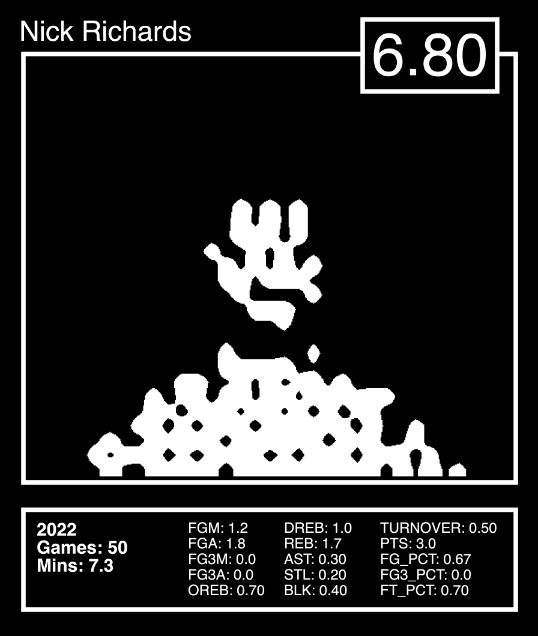 Nick Richards
6.80
2022
Games: 50
Mins: 7.3
FGM: 1.2
FGA: 1.8
FG3M: 0.0
FG3A: 0.0
OREB: 0.70
DREB: 1.0
REB: 1.7
AST: 0.30
STL: 0.20
BLK: 0.40
TURNOVER: 0.50
PTS: 3.0
FG_PCT: 0.67
FG3_PCT: 0.0
FT_PCT: 0.70